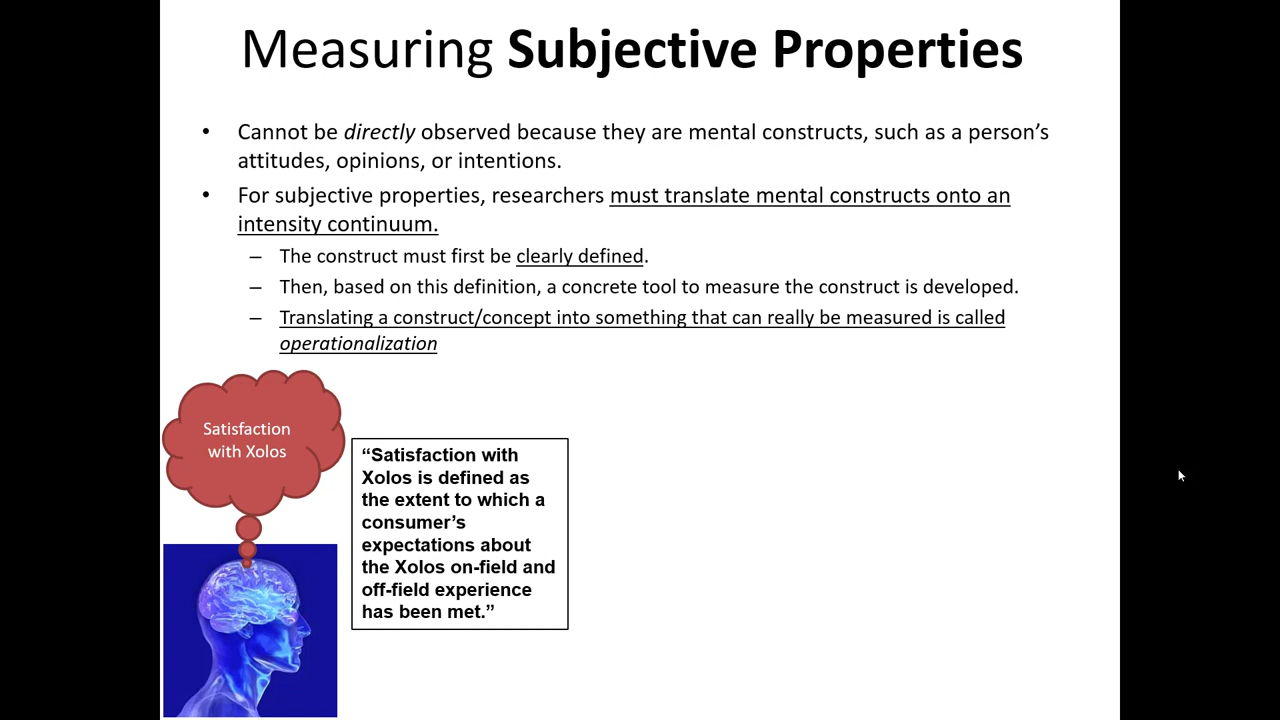 Measuring Subjective Properties
• Cannot be directly observed because they are mental constructs, such as a person’s
attitudes, opinions, or intentions.
• For subjective properties, researchers must translate mental constructs onto an
intensity continuum.
– The construct must first be clearly defined.
– Then, based on this definition, a concrete tool to measure the construct is developed.
– Translating a construct/concept into something that can really be measured is called
operationalization
Satisfaction
with Xolos
“Satisfaction with
Xolos is defined as
the extent to which a
consumer’s
expectations about
the Xolos on-field and
off-field experience
has been met.”